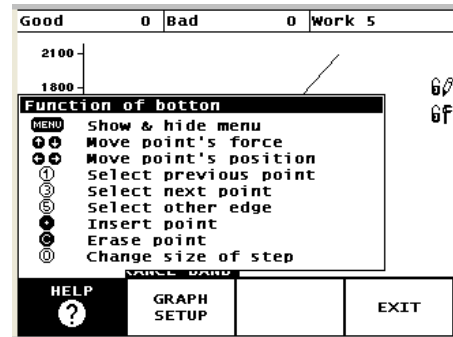 Good 0 Bad 0 Work 5
2100
1800
Function of botton
MENU Show & hide menu
Move point's force
Move point's position
1 Select previous point
3 Select next point
5 Select other edge
Insert point
C Erase point
0 Change size of step
RANCE BAND
HELP
?
GRAPH
SETUP
EXIT